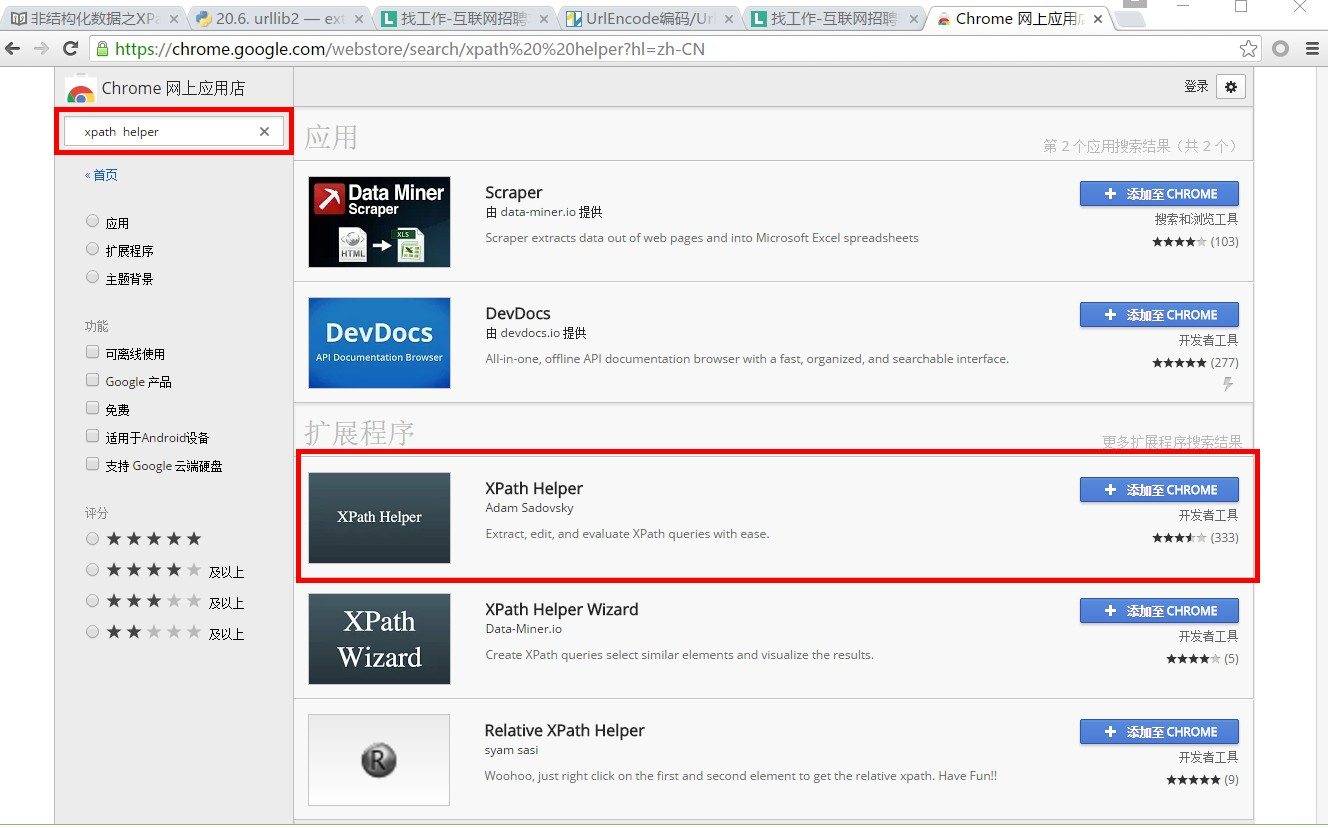 非结构化数据之XPa
20.6. urllib2 — ext
找工作-互联网招聘
UrlEncode编码/Url
找工作-互联网招聘
Chrome 网上应用店
https://chrome.google.com/webstore/search/xpath%20%20helper?hl=zh-CN
Chrome 网上应用店
登录
xpath  helper
«首页
应用
扩展程序
主题背景
功能
可离线使用
Google 产品
免费
适用于Android设备
支持 Google 云端硬盘
评分
及以上
及以上
及以上
应用
第 2 个应用搜索结果（共 2 个）
Data Miner
Scraper
HTML
XLS
Scraper
由 data-miner.io 提供
Scraper extracts data out of web pages and into Microsoft Excel spreadsheets
添加至 CHROME
搜索和浏览工具
(103)
DevDocs
API Documentation Browser
DevDocs
由 devdocs.io 提供
All-in-one, offline API documentation browser with a fast, organized, and searchable interface.
添加至 CHROME
开发者工具
(277)
扩展程序
更多扩展程序搜索结果
XPath Helper
XPath Helper
Adam Sadovsky
Extract, edit, and evaluate XPath queries with ease.
添加至 CHROME
开发者工具
(333)
XPath
Wizard
XPath Helper Wizard
Data-Miner.io
Create XPath queries select similar elements and visualize the results.
添加至 CHROME
开发者工具
(5)
R
Relative XPath Helper
syam sasi
Woohoo, just right click on the first and second element to get the relative xpath. Have Fun!!
添加至 CHROME
开发者工具
(9)